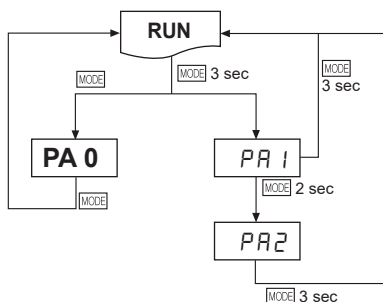 RUN
MODE
MODE 3 sec
MODE
3 sec
PA 0
PA 1
MODE
MODE 2 sec
PA2
MODE 3 sec